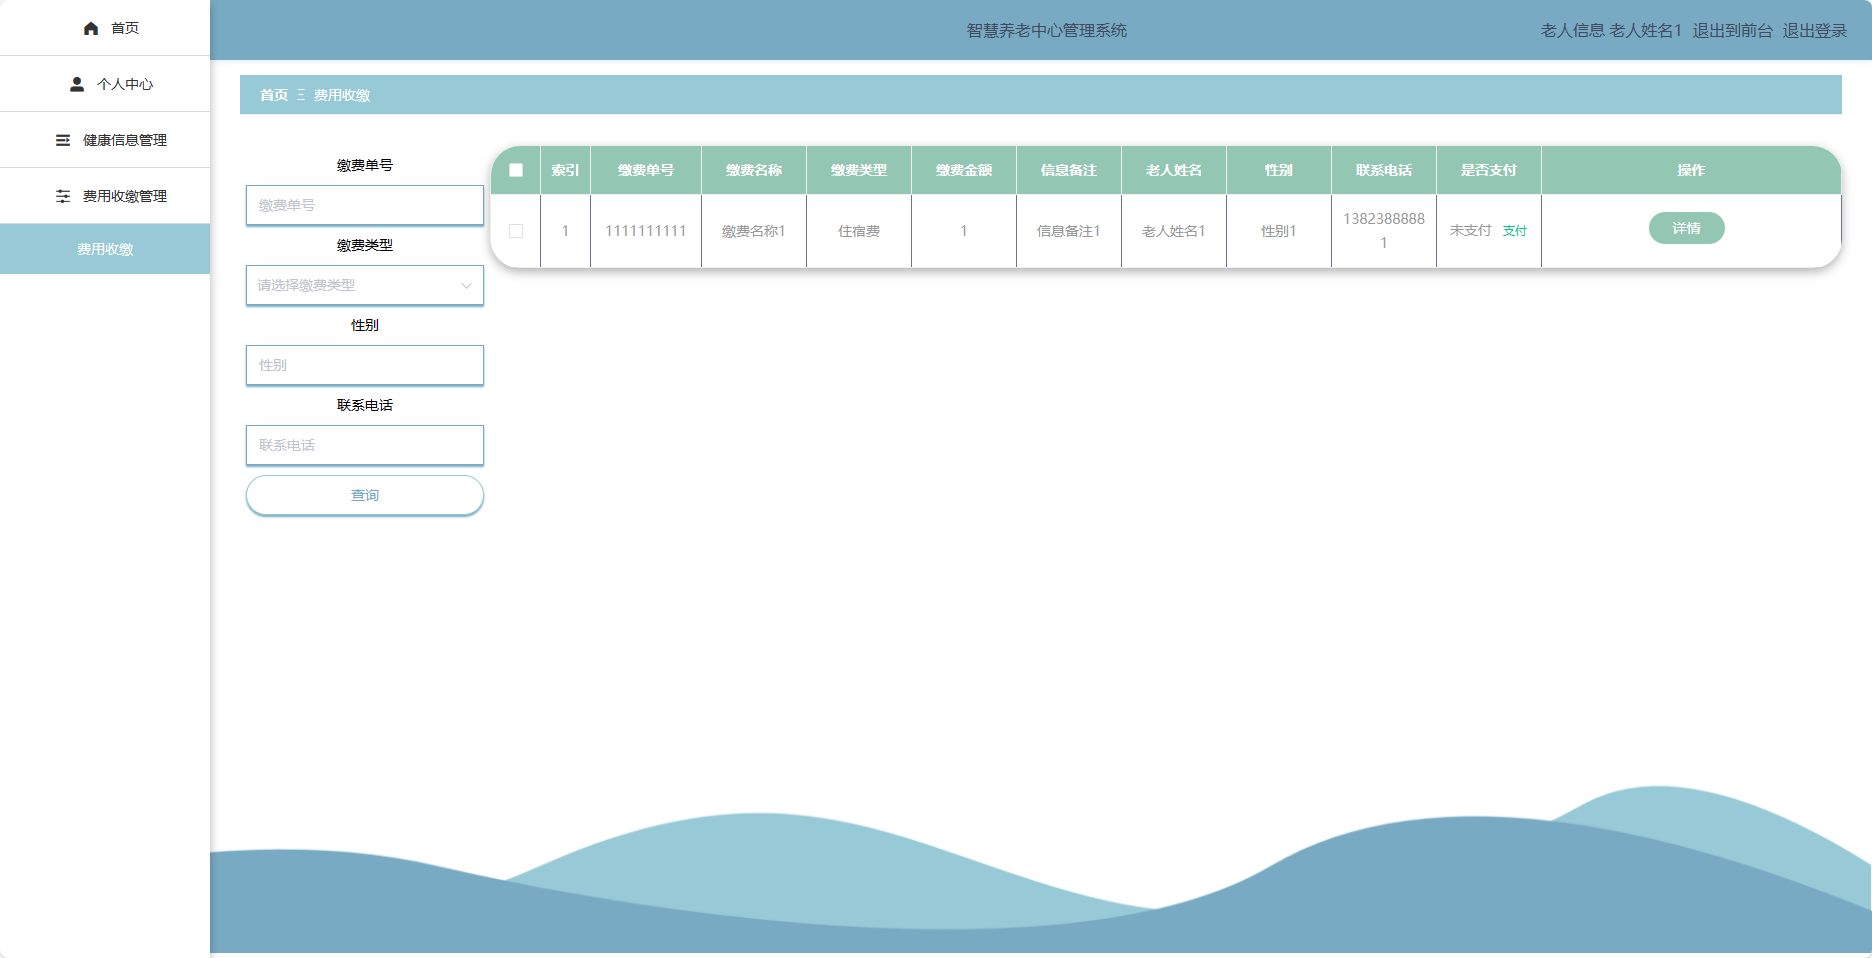 首页
个人中心
健康信息管理
费用收缴管理
费用收缴
智慧养老中心管理系统
老人信息 老人姓名1 退出到前台 退出登录
首页 Ξ 费用收缴
缴费单号
缴费单号
缴费类型
请选择缴费类型
性别
性别
联系电话
联系电话
查询
索引 缴费单号 缴费名称 缴费类型 缴费金额 信息备注 老人姓名 性别 联系电话 是否支付 操作
1 1111111111 缴费名称1 住宿费 1 信息备注1 老人姓名1 性别1 13823888881 未支付 支付 详情